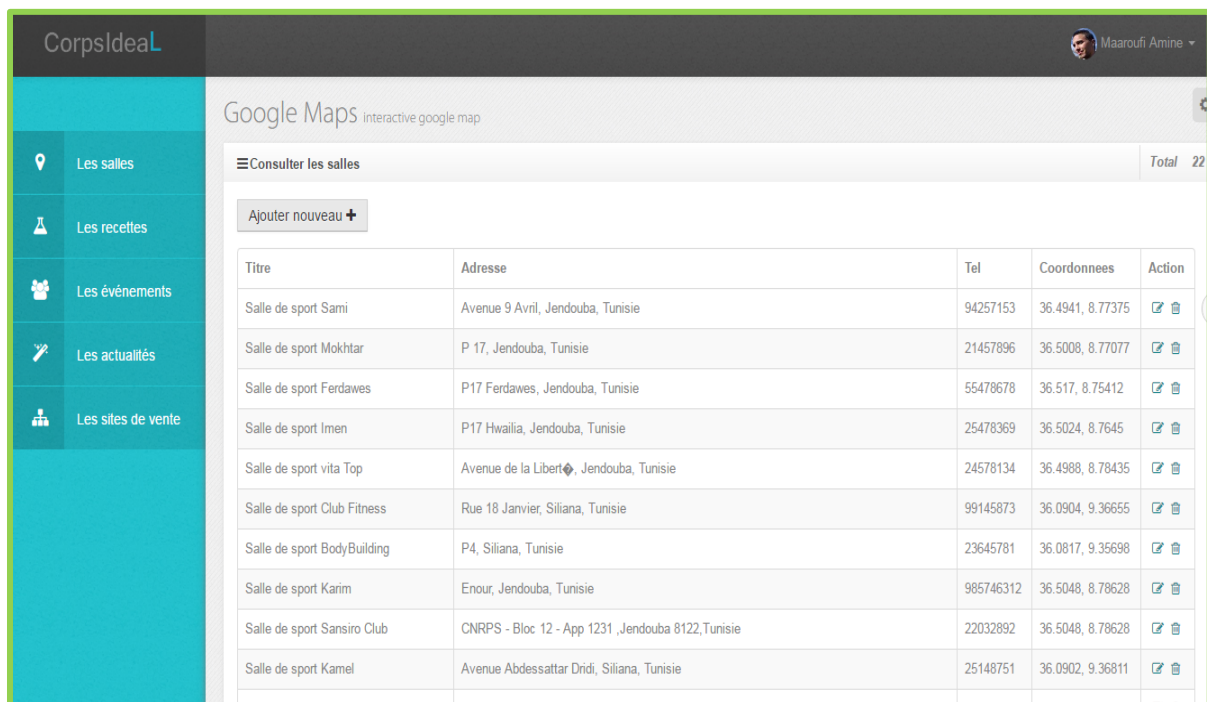 CorpsIdeaL
Maaroufi Amine
Google Maps interactive google map
Les salles
Les recettes
Les événements
Les actualités
Les sites de vente
Consulter les salles Total 22
Ajouter nouveau
Titre Adresse Tel Coordonnees Action
Salle de sport Sami Avenue 9 Avril, Jendouba, Tunisie 94257153 36.4941, 8.77375
Salle de sport Mokhtar P 17, Jendouba, Tunisie 21457896 36.5008, 8.77077
Salle de sport Ferdawes P17 Ferdawes, Jendouba, Tunisie 55478678 36.517, 8.75412
Salle de sport Imen P17 Hwailia, Jendouba, Tunisie 25478369 36.5024, 8.7645
Salle de sport vita Top Avenue de la Libert�, Jendouba, Tunisie 24578134 36.4988, 8.78435
Salle de sport Club Fitness Rue 18 Janvier, Siliana, Tunisie 99145873 36.0904, 9.36655
Salle de sport BodyBuilding P4, Siliana, Tunisie 23645781 36.0817, 9.35698
Salle de sport Karim Enour, Jendouba, Tunisie 985746312 36.5048, 8.78628
Salle de sport Sansiro Club CNRPS - Bloc 12 - App 1231 ,Jendouba 8122,Tunisie 22032892 36.5048, 8.78628
Salle de sport Kamel Avenue Abdessattar Dridi, Siliana, Tunisie 25148751 36.0902, 9.36811